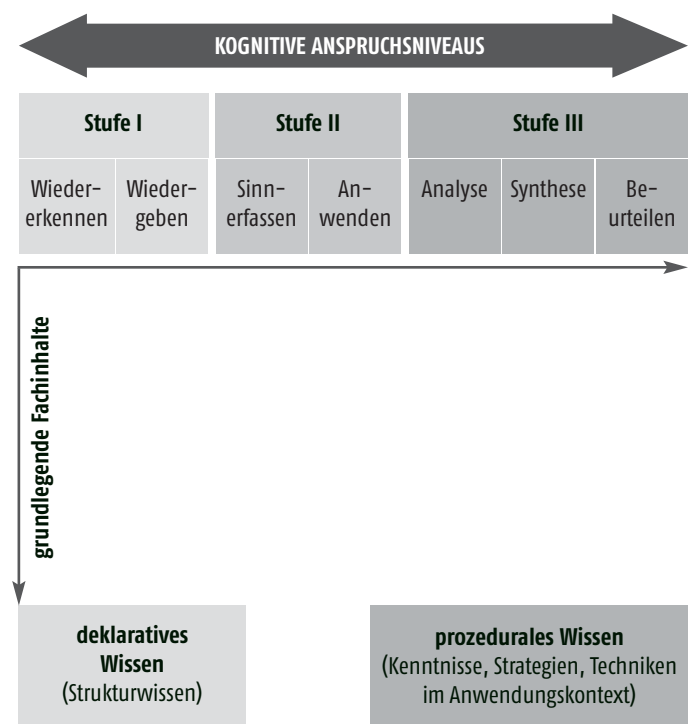 KOGNITIVE ANSPRUCHSNIVEAUS
Stufe I
Stufe II
Stufe III
Wieder-
erkennen
Wieder-
geben
Sinn-
erfassen
An-
wenden
Analyse
Synthese
Be-
urteilen
grundlegende Fachinhalte
deklaratives
Wissen
(Strukturwissen)
prozedurales Wissen
(Kenntnisse, Strategien, Techniken
im Anwendungskontext)